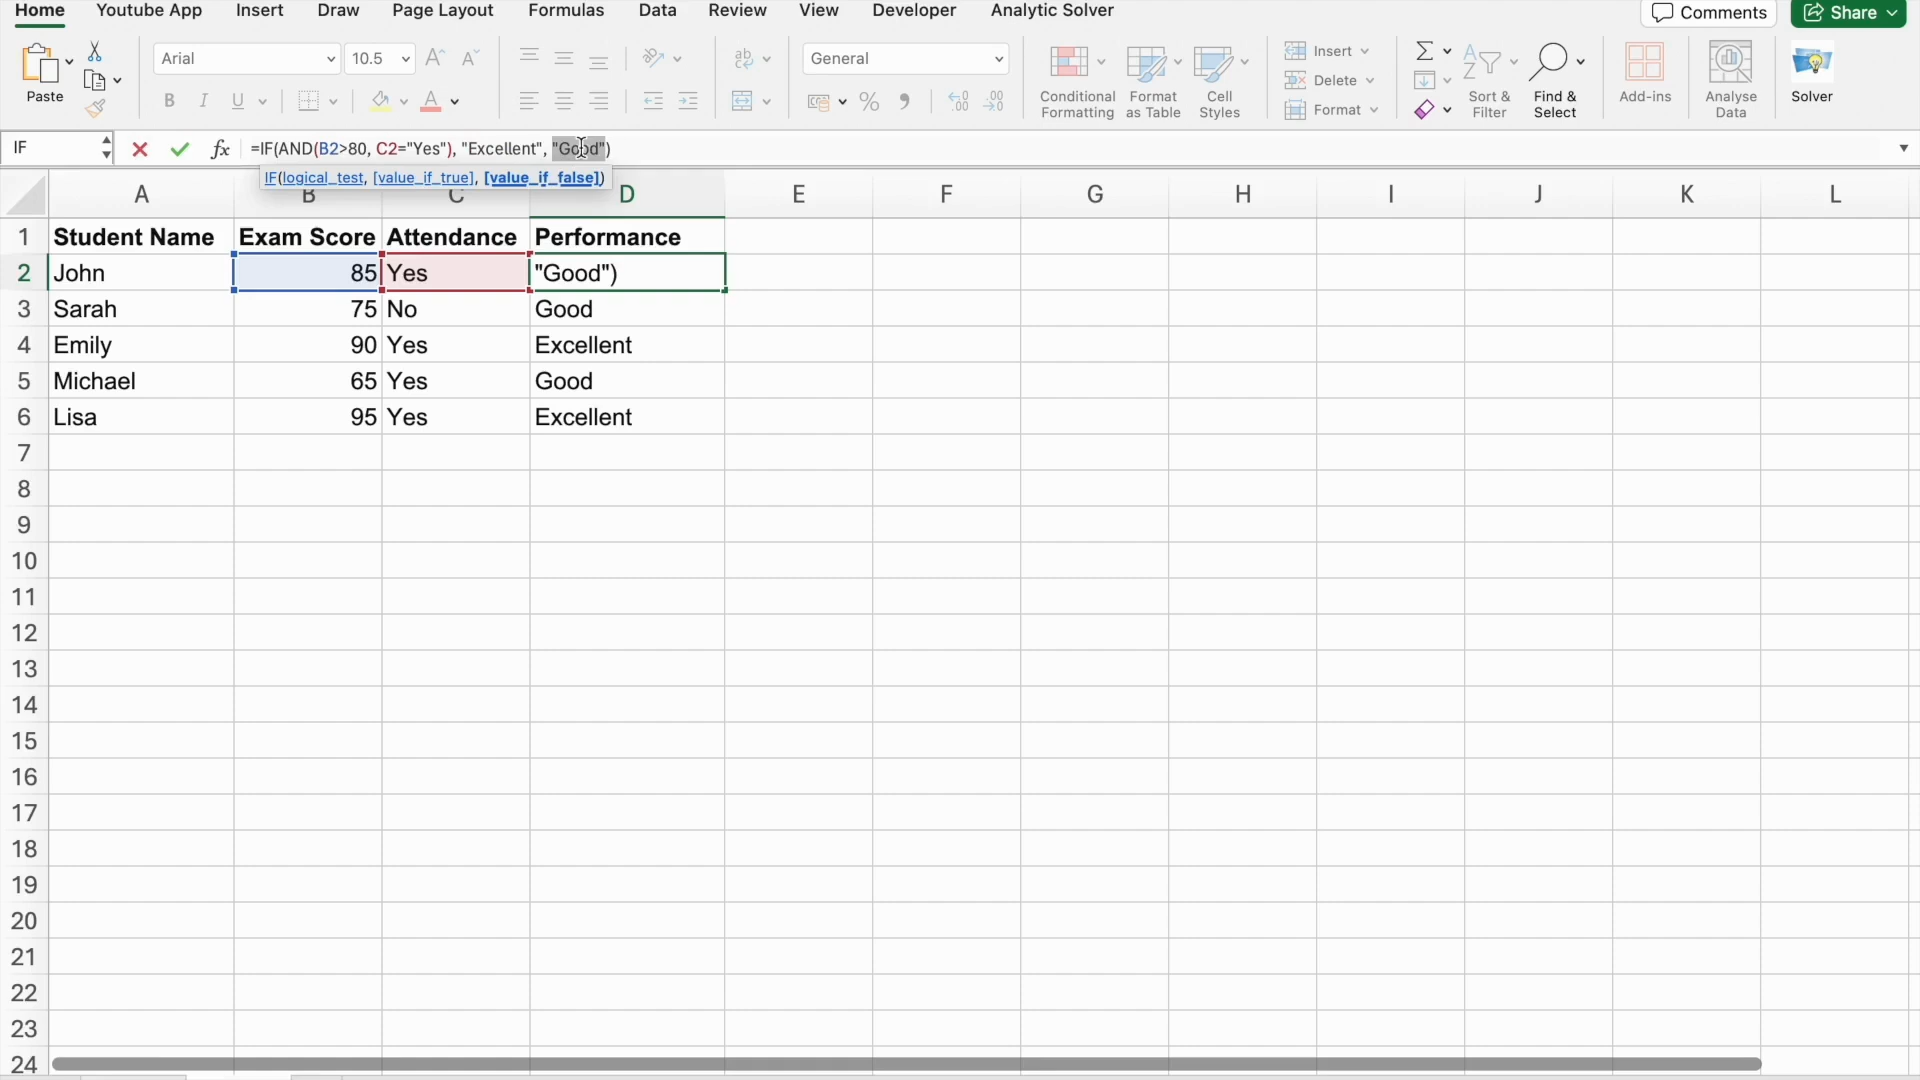 Home Youtube App Insert Draw Page Layout Formulas Data Review View Developer Analytic Solver Comments Share
Paste
Arial 10.5 A A
B I U A
ab
General
%
Conditional Formatting
Format as Table
Cell Styles
Insert
Delete
Format
Sort & Filter
Find & Select
Add-ins
Analyse Data
Solver
IF fx =IF(AND(B2>80, C2="Yes"), "Excellent", "Good")
IF(logical_test, [value_if_true], [value_if_false])
A B C D E F G H I J K L
1 Student Name Exam Score Attendance Performance
2 John 85 Yes "Good")
3 Sarah 75 No Good
4 Emily 90 Yes Excellent
5 Michael 65 Yes Good
6 Lisa 95 Yes Excellent
7
8
9
10
11
12
13
14
15
16
17
18
19
20
21
22
23
24